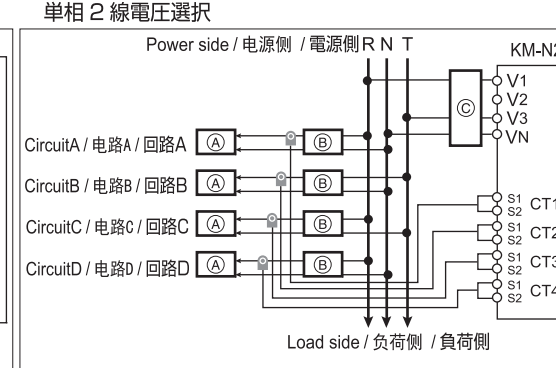 単相2線電圧選択
Power side / 电源侧 / 電源側 R N T
KM-N2
V1
V2
V3
VN
Ⓒ
CircuitA / 电路A / 回路A Ⓐ Ⓑ
CircuitB / 电路B / 回路B Ⓐ Ⓑ
CircuitC / 电路C / 回路C Ⓐ Ⓑ
CircuitD / 电路D / 回路D Ⓐ Ⓑ
S1 CT1
S2
S1 CT2
S2
S1 CT3
S2
S1 CT4
S2
Load side / 负荷侧 / 負荷側